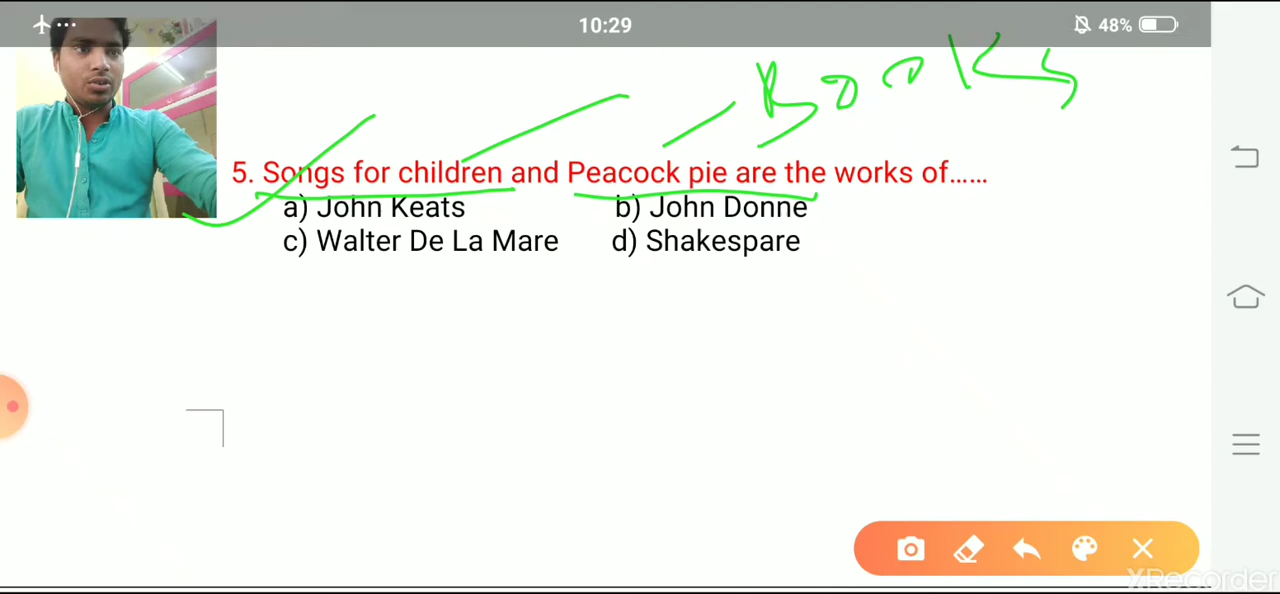 10:29
48%
Books
5. Songs for children and Peacock pie are the works of......
a) John Keats b) John Donne
c) Walter De La Mare d) Shakespare
XRecorder